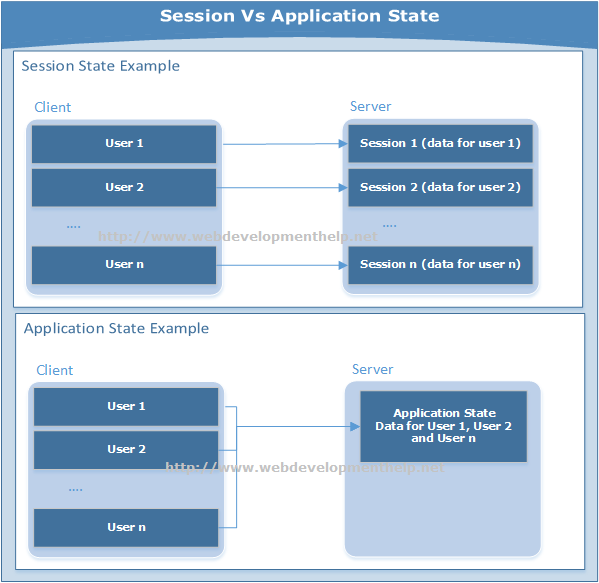 Session Vs Application State
Session State Example
Client
Server
User 1
Session 1 (data for user 1)
User 2
Session 2 (data for user 2)
....
....
http://www.webdevelopmenthelp.net
User n
Session n (data for user n)
Application State Example
Client
Server
User 1
Application State
Data for User 1, User 2
and User n
User 2
http://www.webdevelopmenthelp.net
....
User n